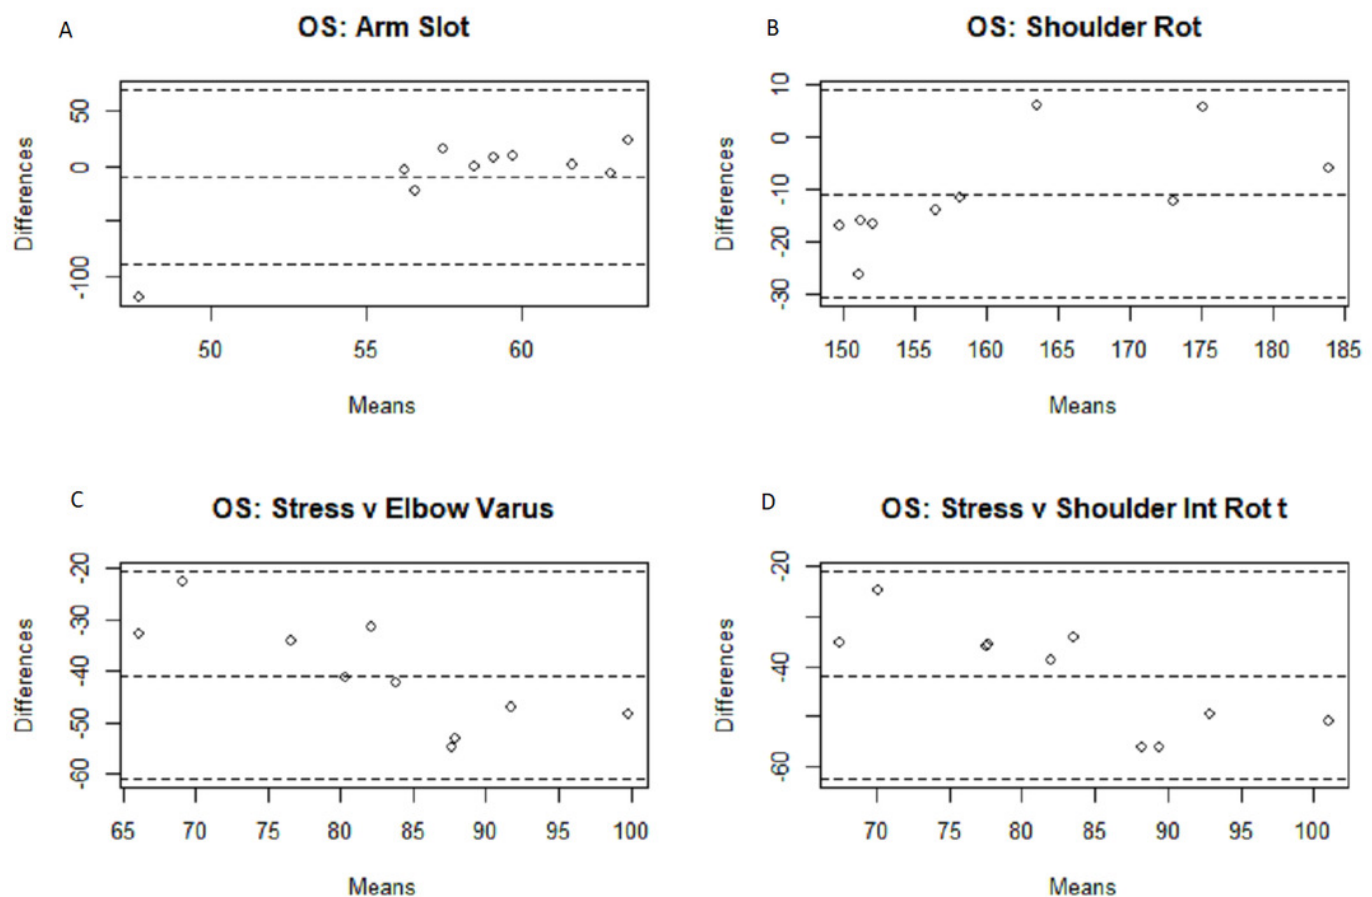 A
OS: Arm Slot
Differences
50
0
-100
50
55
60
Means
B
OS: Shoulder Rot
Differences
10
0
-10
-20
-30
150
155
160
165
170
175
180
185
Means
C
OS: Stress v Elbow Varus
Differences
-20
-30
-40
-50
-60
65
70
75
80
85
90
95
100
Means
D
OS: Stress v Shoulder Int Rot t
Differences
-20
-40
-60
70
75
80
85
90
95
100
Means